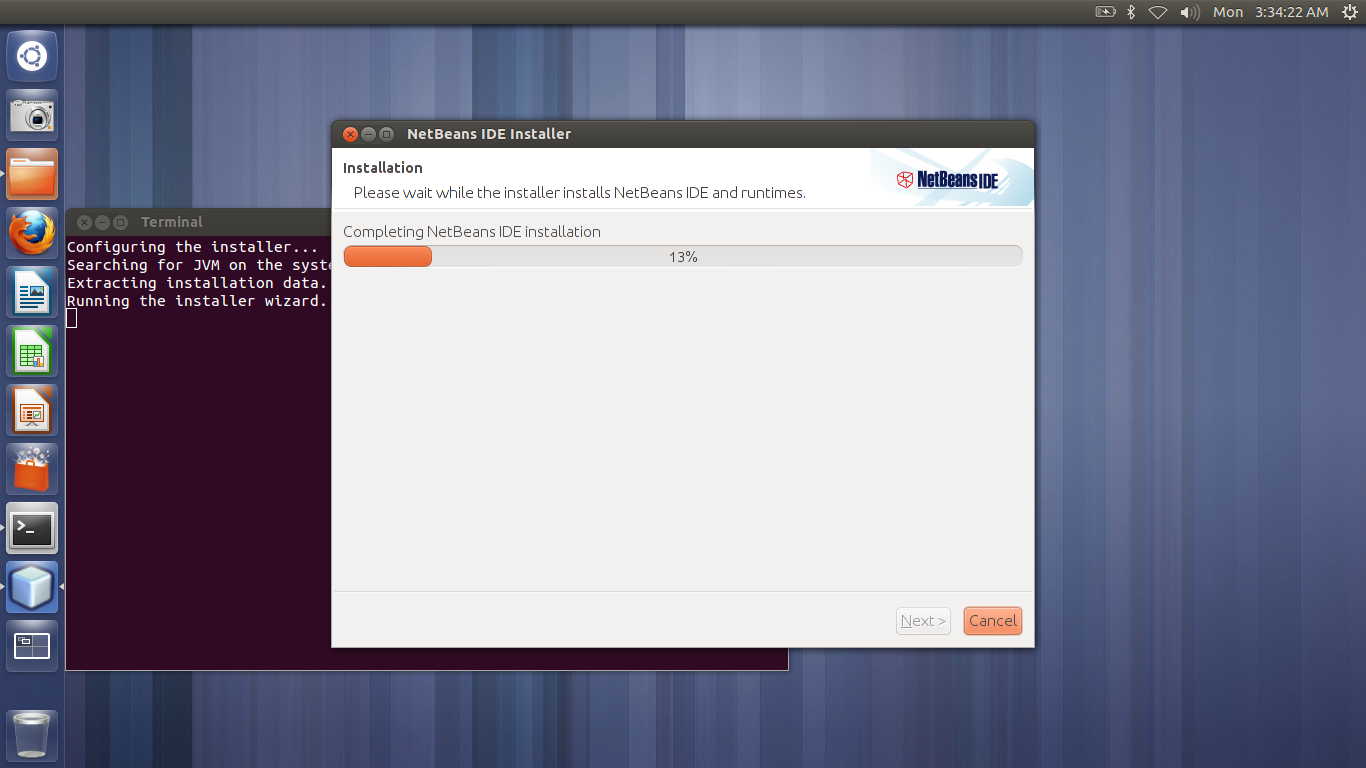 Mon 3:34:22 AM
NetBeans IDE Installer
Installation
Please wait while the installer installs NetBeans IDE and runtimes.
NetBeans IDE
Completing NetBeans IDE installation
13%
Next >
Cancel
Terminal
Configuring the installer...
Searching for JVM on the syste
Extracting installation data.
Running the installer wizard.
>_